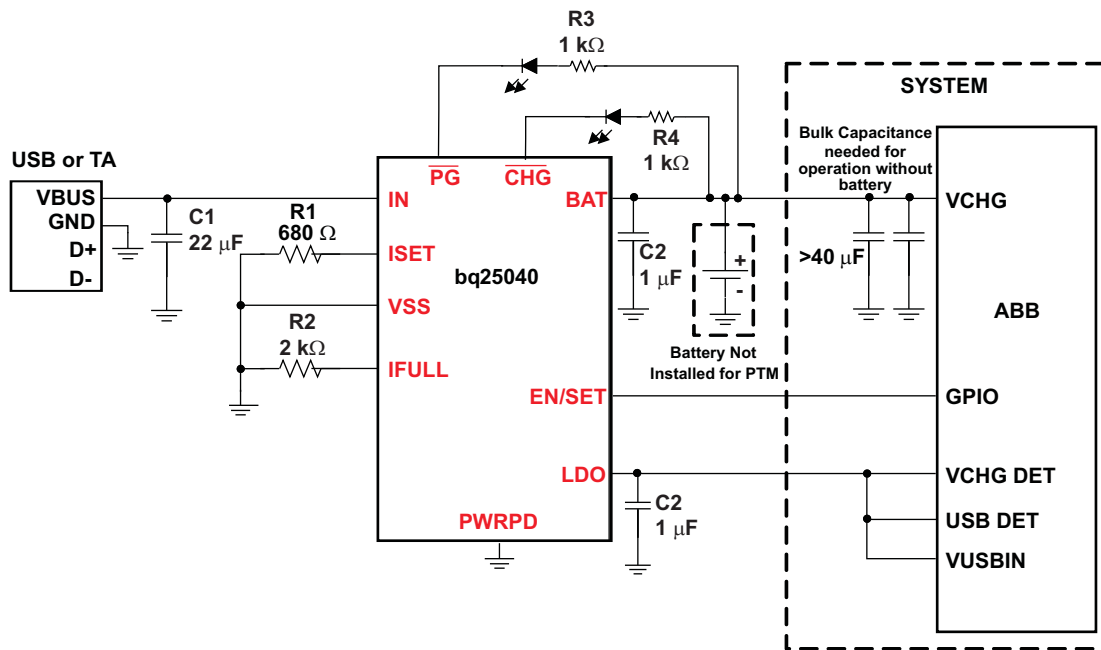 R3
1 kΩ
SYSTEM
R4
1 kΩ
Bulk Capacitance
needed for
operation without
battery
USB or TA
VBUS
GND
D+
D-
C1
22 μF
R1
680 Ω
R2
2 kΩ
PG
CHG
IN
BAT
ISET
bq25040
VSS
IFULL
EN/SET
LDO
PWRPD
C2
1 μF
+
-
Battery Not
Installed for PTM
C2
1 μF
>40 μF
VCHG
ABB
GPIO
VCHG DET
USB DET
VUSBIN